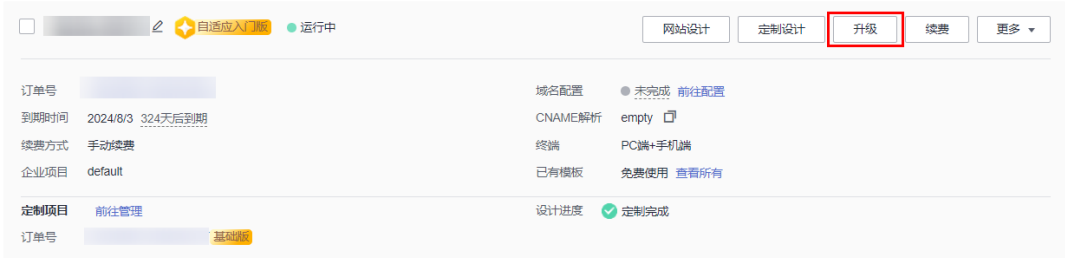 自适应入门版 运行中 网站设计 定制设计 升级 续费 更多
订单号 域名配置 未完成 前往配置
到期时间 2024/8/3 324天后到期 CNAME解析 empty
续费方式 手动续费 终端 PC端+手机端
企业项目 default 已有模板 免费使用 查看所有
定制项目 前往管理 设计进度 定制完成
订单号 基础版